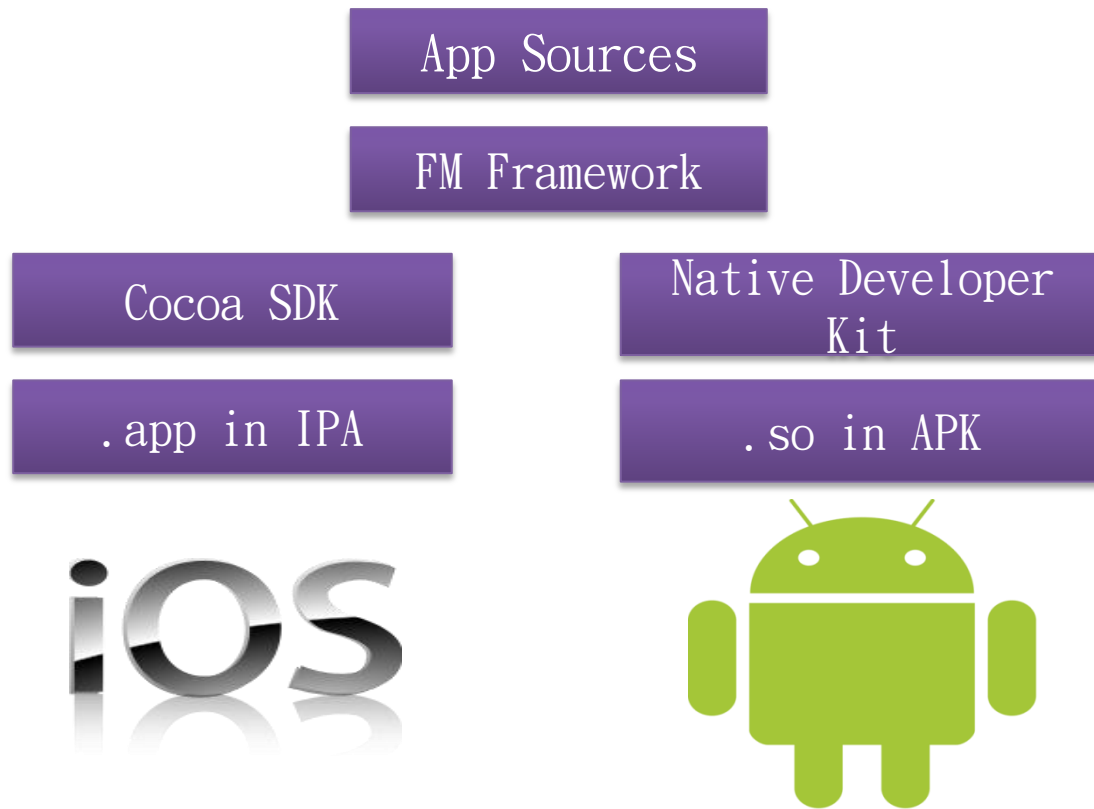 App Sources
FM Framework
Cocoa SDK
Native Developer
Kit
.app in IPA
.so in APK
iOS